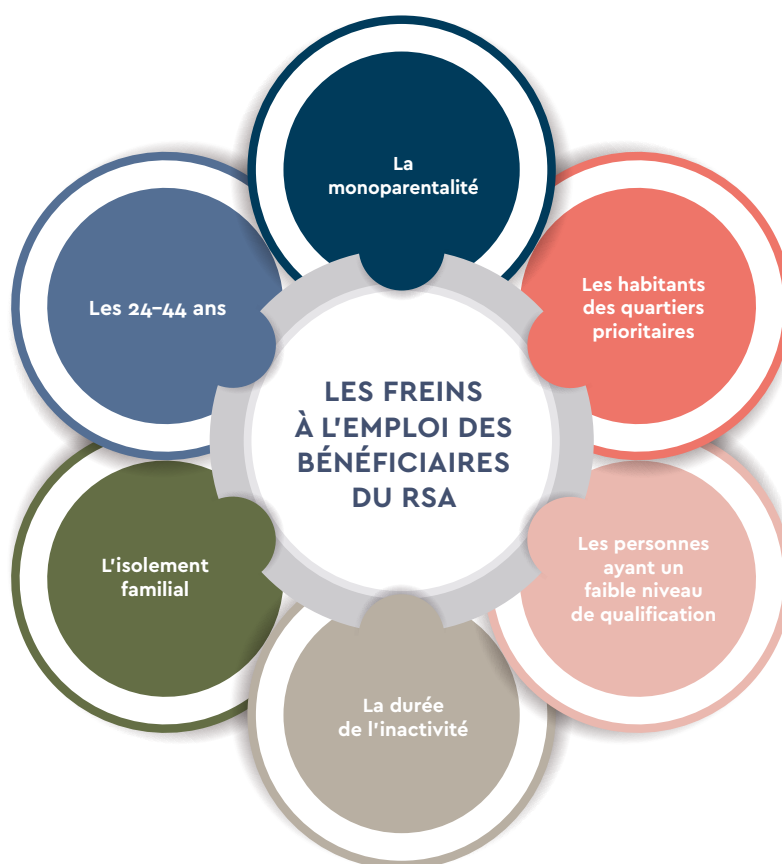 La
monoparentalité
Les habitants
des quartiers
prioritaires
Les 24-44 ans
LES FREINS
À L'EMPLOI DES
BÉNÉFICIAIRES
DU RSA
L'isolement
familial
Les personnes
ayant un
faible niveau
de qualification
La durée
de l'inactivité